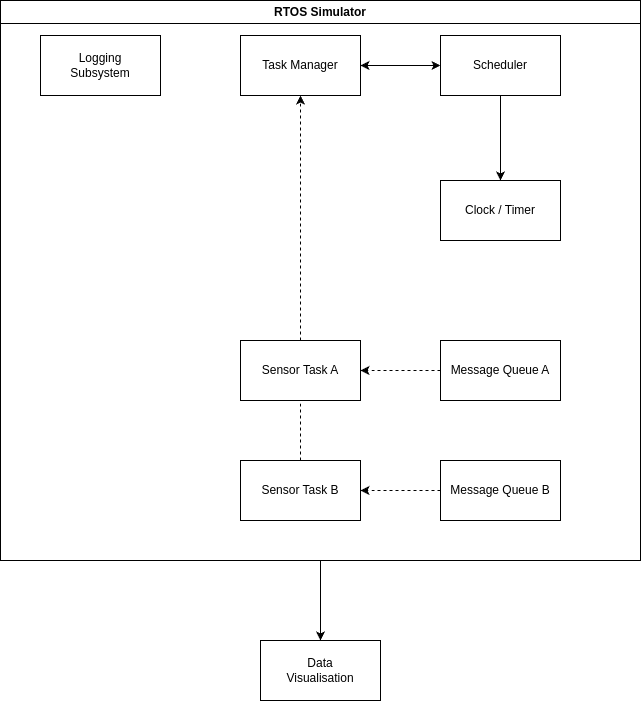 RTOS Simulator
Logging
Subsystem
Task Manager
Scheduler
Clock / Timer
Sensor Task A
Message Queue A
Sensor Task B
Message Queue B
Data
Visualisation